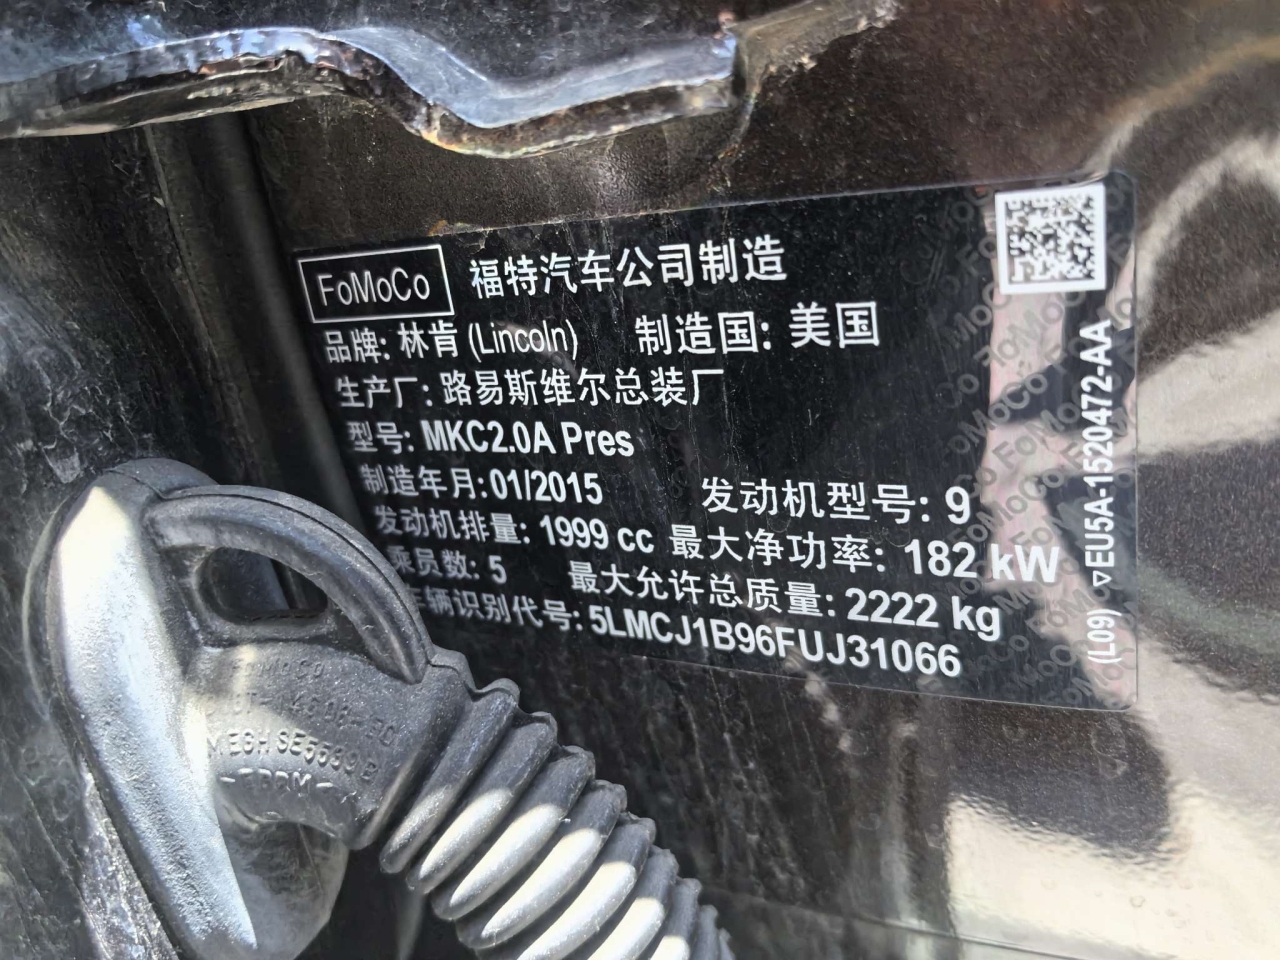 FoMoCo 福特汽车公司制造
品牌: 林肯 (Lincoln) 制造国: 美国
生产厂: 路易斯维尔总装厂
型号: MKC2.0A Pres
制造年月: 01/2015 发动机型号: 9
发动机排量: 1999 cc 最大净功率: 182 kW
乘员数: 5 最大允许总质量: 2222 kg
车辆识别代号: 5LMCJ1B96FUJ31066
(L09) ▽EU5A-1520472-AA
FoMoCo